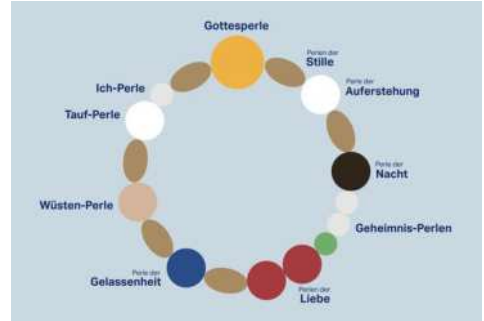 Gottesperle
Perlen der
Stille
Perle der
Auferstehung
Perle der
Nacht
Geheimnis-Perlen
Perlen der
Liebe
Perle der
Gelassenheit
Wüsten-Perle
Tauf-Perle
Ich-Perle